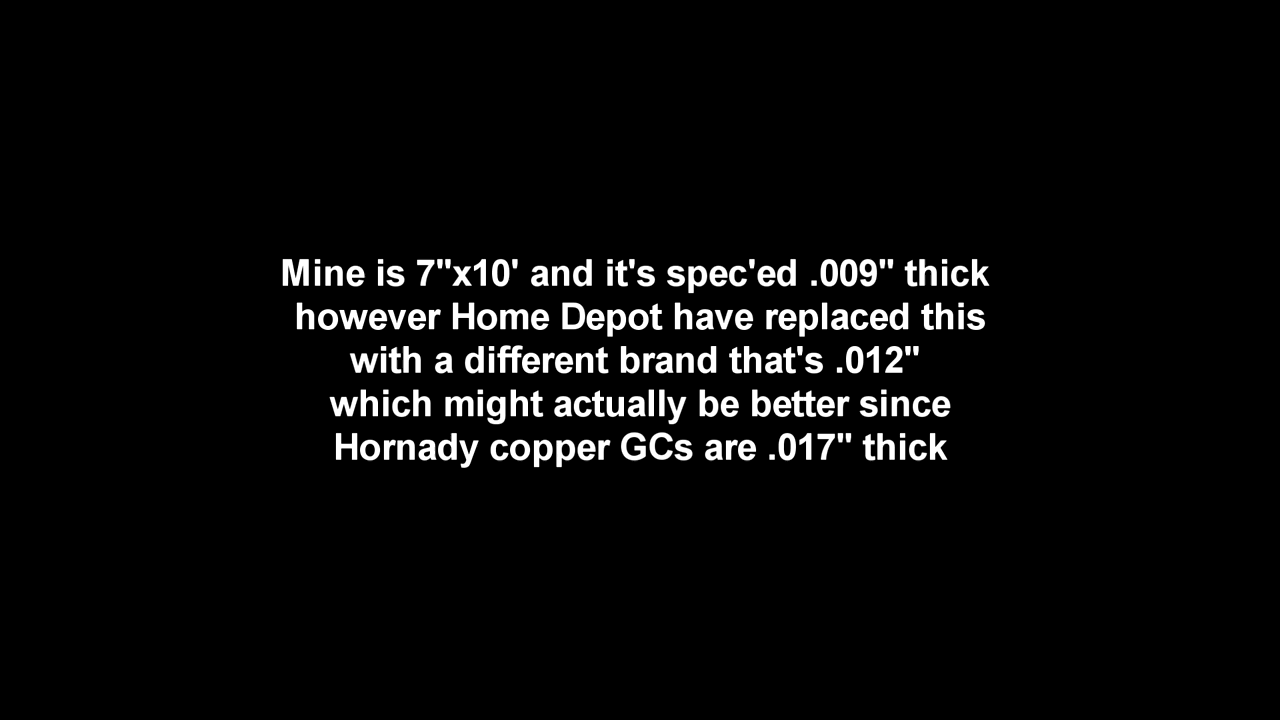 Mine is 7"x10' and it's spec'ed .009" thick
however Home Depot have replaced this
with a different brand that's .012"
which might actually be better since
Hornady copper GCs are .017" thick